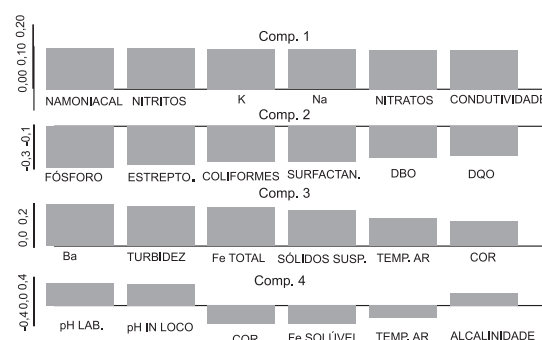 Comp. 1
0,00 0,10 0,20
NAMONIACAL NITRITOS K Na NITRATOS CONDUTIVIDADE
Comp. 2
-0,3 -0,1
FÓSFORO ESTREPTO. COLIFORMES SURFACTAN. DBO DQO
Comp. 3
0,0 0,2
Ba TURBIDEZ Fe TOTAL SÓLIDOS SUSP. TEMP. AR COR
Comp. 4
-0,4 0,0 0,4
pH LAB. pH IN LOCO COR Fe SOLÚVEL TEMP. AR ALCALINIDADE